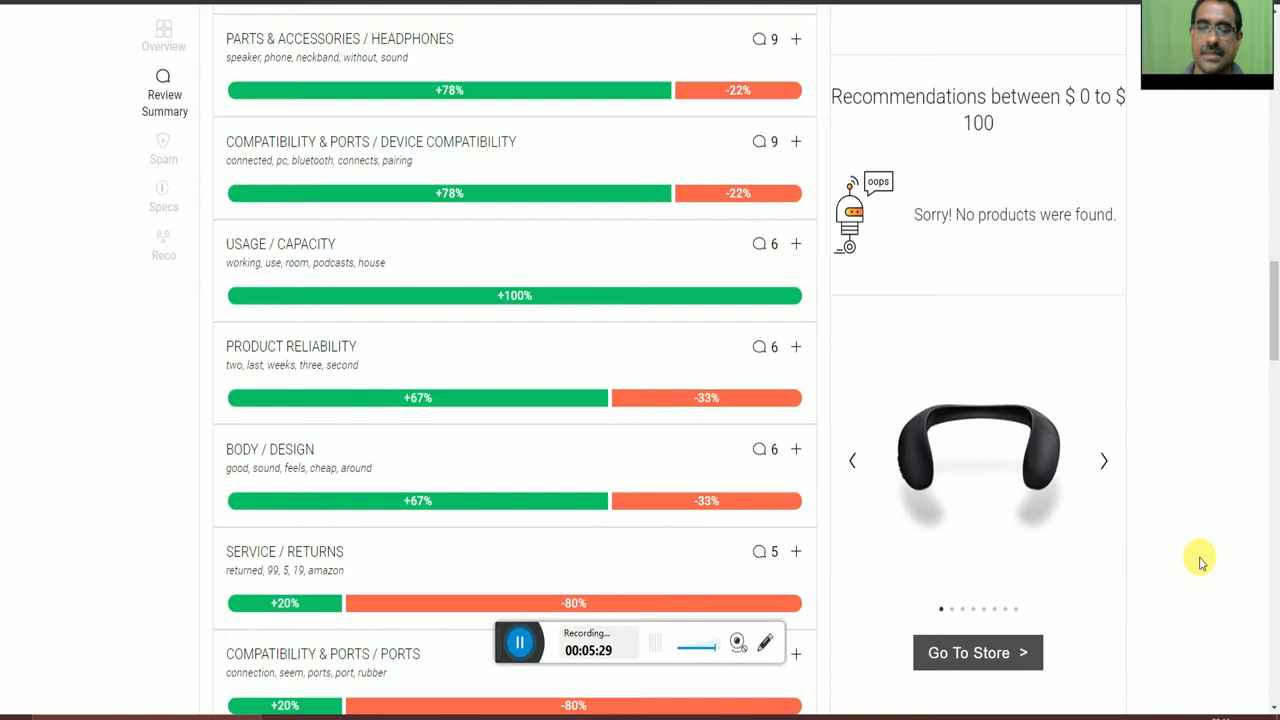 Overview
Review
Summary
Spam
Specs
Reco
PARTS & ACCESSORIES / HEADPHONES
9 +
speaker, phone, neckband, without, sound
+78%
-22%
COMPATIBILITY & PORTS / DEVICE COMPATIBILITY
9 +
connected, pc, bluetooth, connects, pairing
+78%
-22%
USAGE / CAPACITY
6 +
working, use, room, podcasts, house
+100%
PRODUCT RELIABILITY
6 +
two, last, weeks, three, second
+67%
-33%
BODY / DESIGN
6 +
good, sound, feels, cheap, around
+67%
-33%
SERVICE / RETURNS
5 +
returned, 99, 5, 19, amazon
+20%
-80%
COMPATIBILITY & PORTS / PORTS
+
connection, seem, ports, port, rubber
+20%
-80%
Recording...
00:05:29
Recommendations between $ 0 to $
100
oops
Sorry! No products were found.
Go To Store >